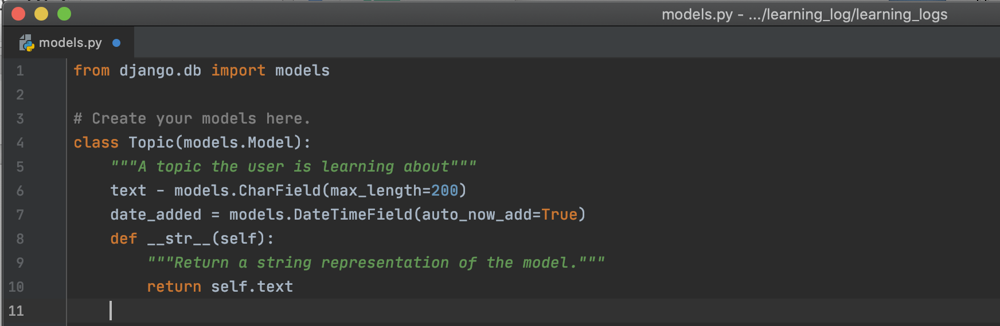 models.py - .../learning_log/learning_logs
models.py
1 from django.db import models
2
3 # Create your models here.
4 class Topic(models.Model):
5     """A topic the user is learning about"""
6     text - models.CharField(max_length=200)
7     date_added = models.DateTimeField(auto_now_add=True)
8     def __str__(self):
9         """Return a string representation of the model."""
10         return self.text
11